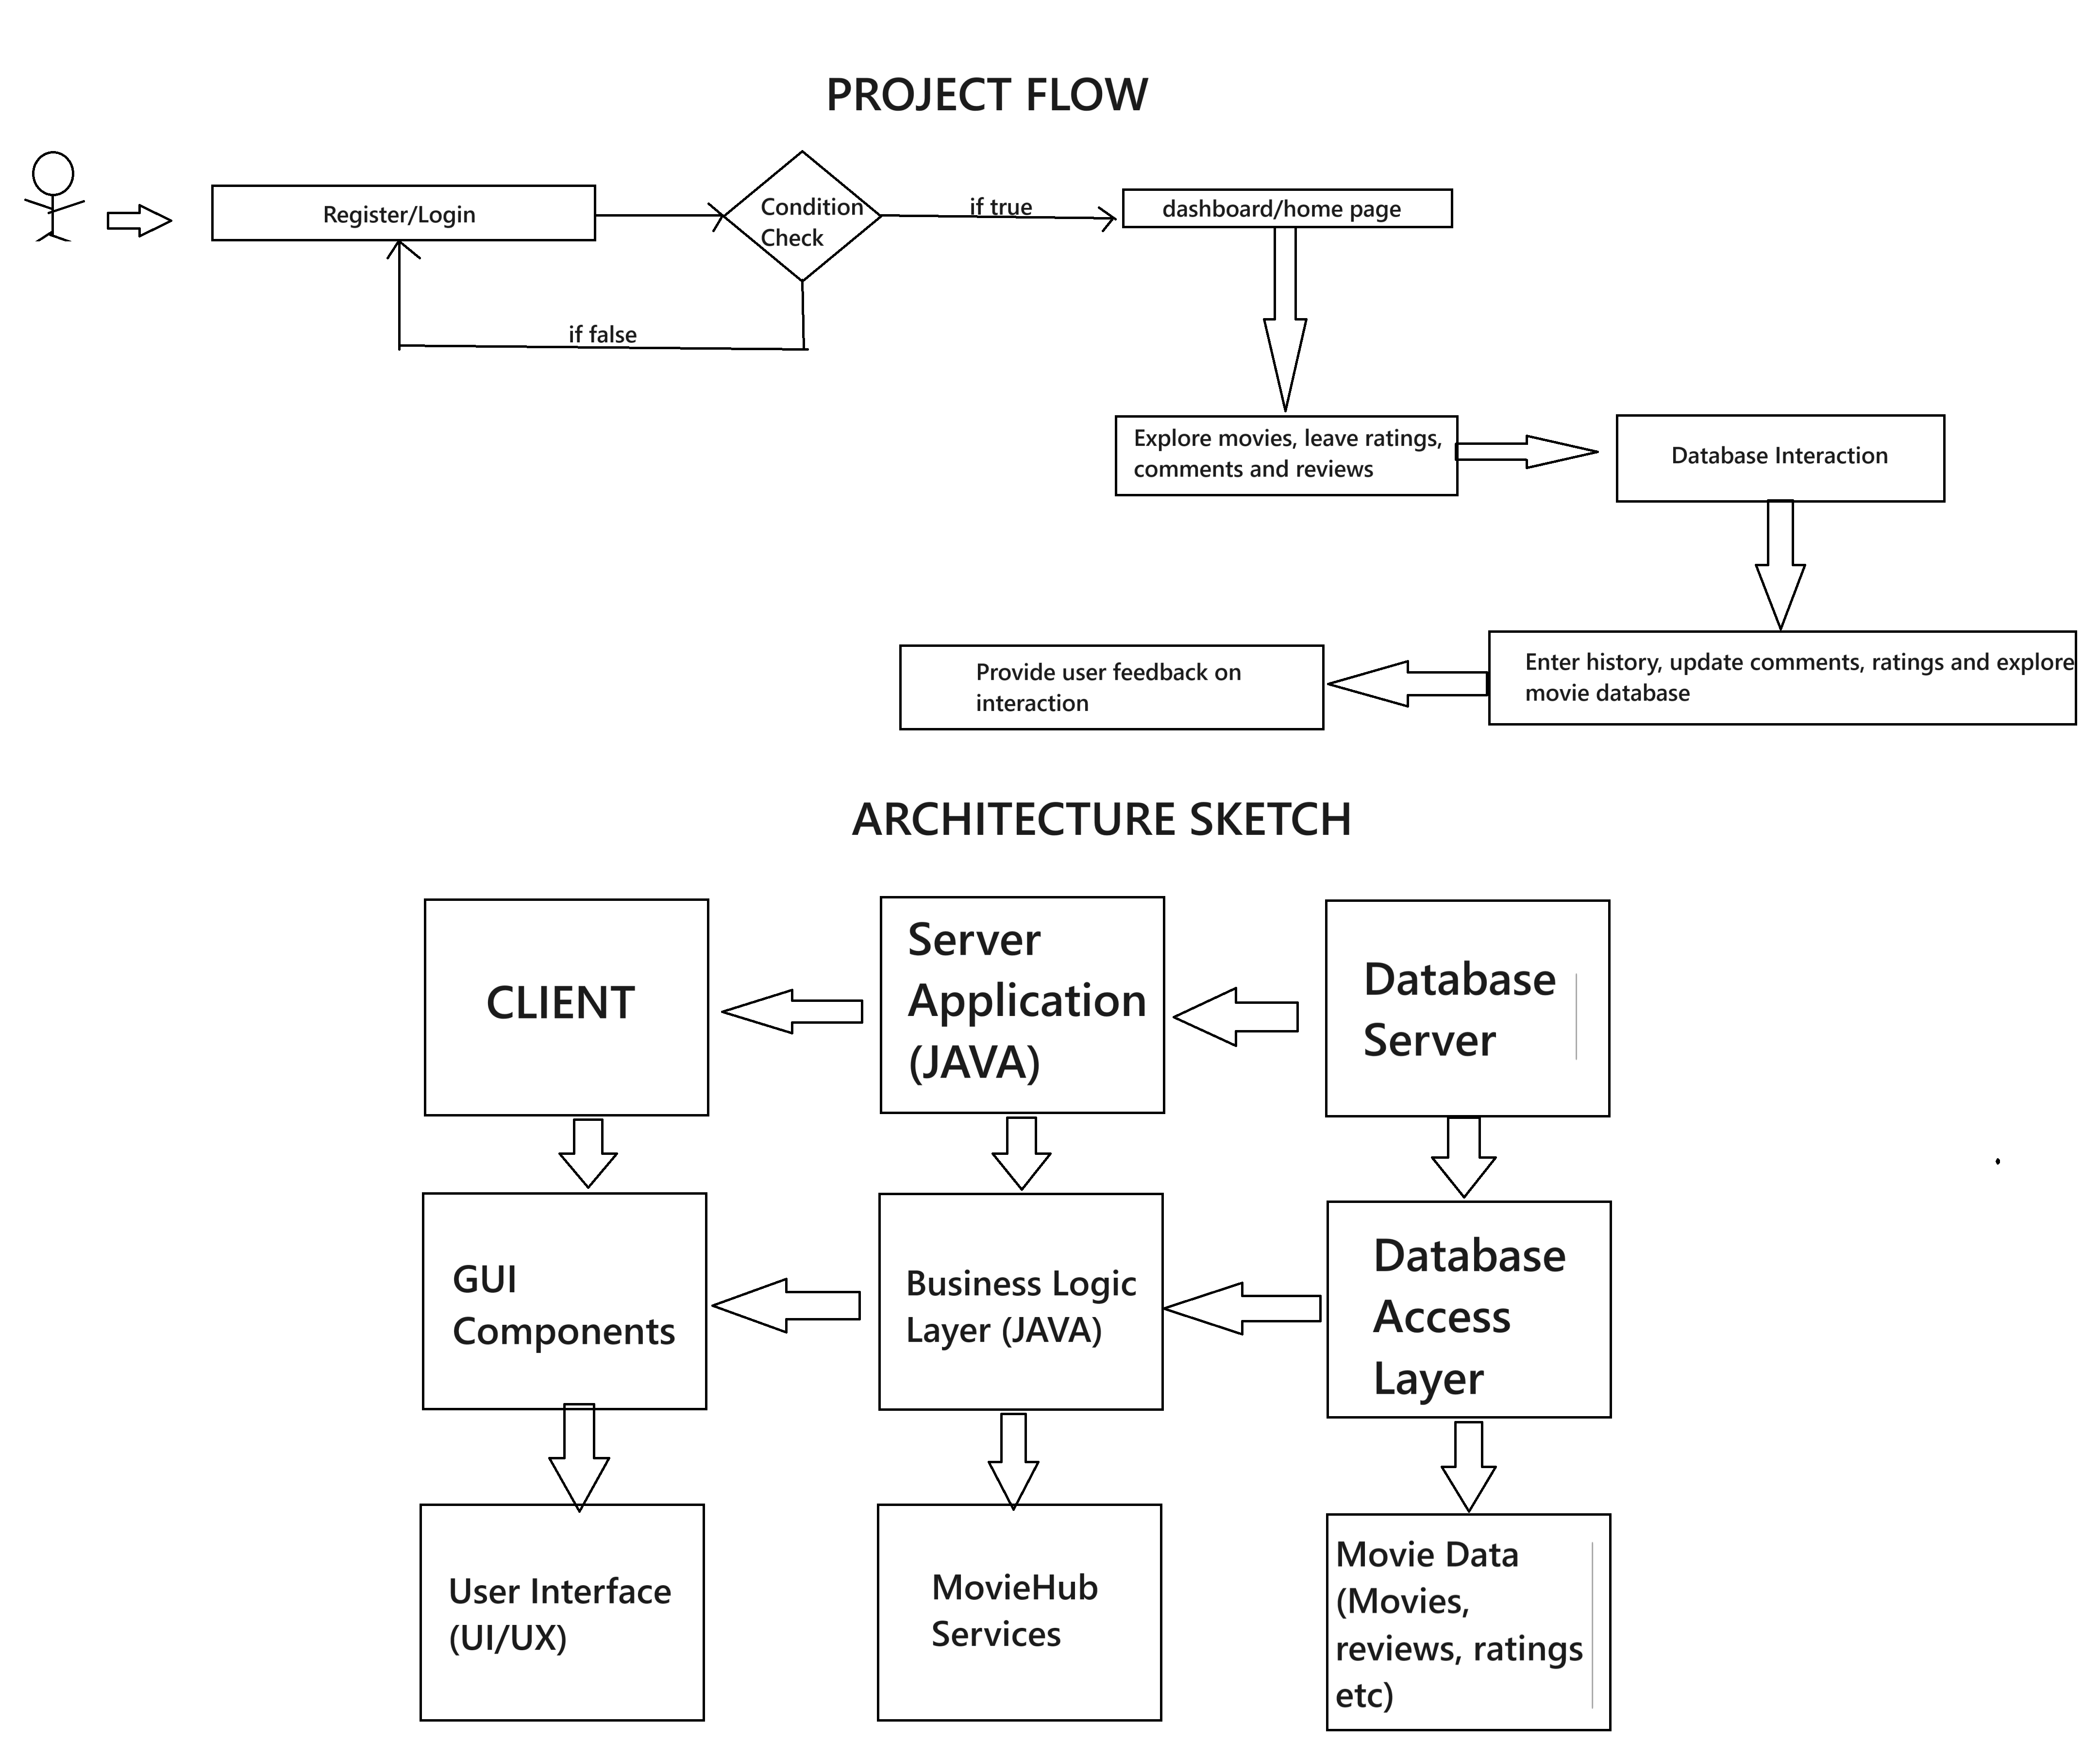 PROJECT FLOW
Register/Login
Condition
Check
if true
dashboard/home page
if false
Explore movies, leave ratings,
comments and reviews
Database Interaction
Provide user feedback on
interaction
Enter history, update comments, ratings and explore
movie database
ARCHITECTURE SKETCH
CLIENT
Server
Application
(JAVA)
Database
Server
GUI
Components
Business Logic
Layer (JAVA)
Database
Access
Layer
User Interface
(UI/UX)
MovieHub
Services
Movie Data
(Movies,
reviews, ratings
etc)